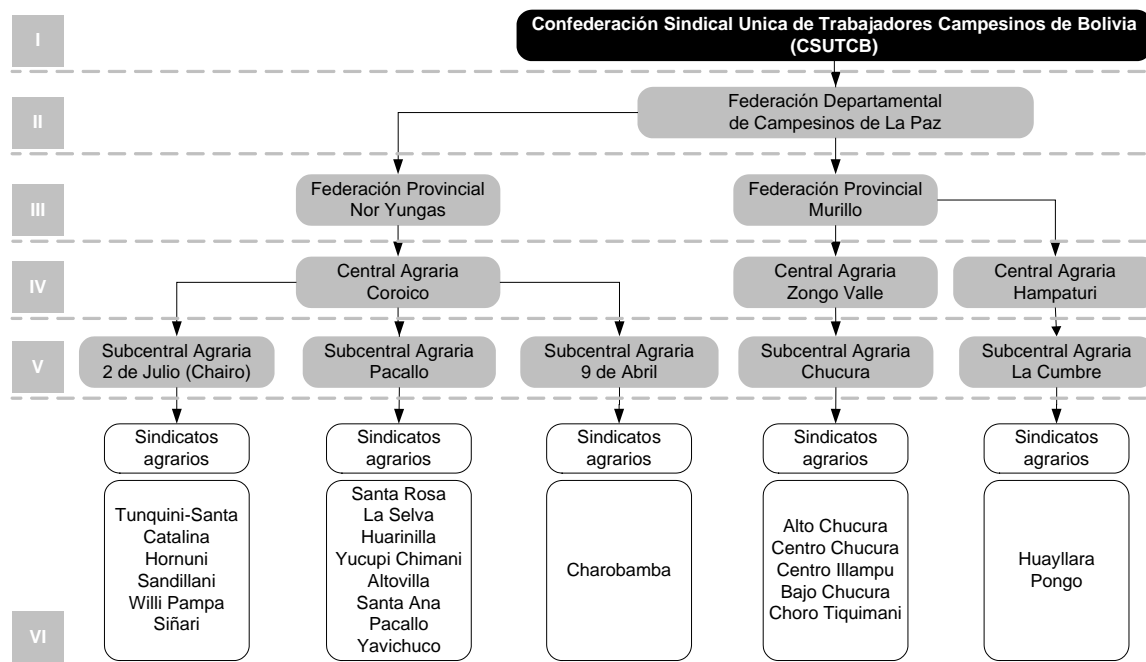 I
Confederación Sindical Unica de Trabajadores Campesinos de Bolivia
(CSUTCB)
II
Federación Departamental
de Campesinos de La Paz
III
Federación Provincial
Nor Yungas
Federación Provincial
Murillo
IV
Central Agraria
Coroico
Central Agraria
Zongo Valle
Central Agraria
Hampaturi
V
Subcentral Agraria
2 de Julio (Chairo)
Subcentral Agraria
Pacallo
Subcentral Agraria
9 de Abril
Subcentral Agraria
Chucura
Subcentral Agraria
La Cumbre
Sindicatos
agrarios
Sindicatos
agrarios
Sindicatos
agrarios
Sindicatos
agrarios
Sindicatos
agrarios
Tunquini-Santa
Catalina
Hornuni
Sandillani
Willi Pampa
Siñari
Santa Rosa
La Selva
Huarinilla
Yucupi Chimani
Altovilla
Santa Ana
Pacallo
Yavichuco
Charobamba
Alto Chucura
Centro Chucura
Centro Illampu
Bajo Chucura
Choro Tiquimani
Huayllara
Pongo
VI